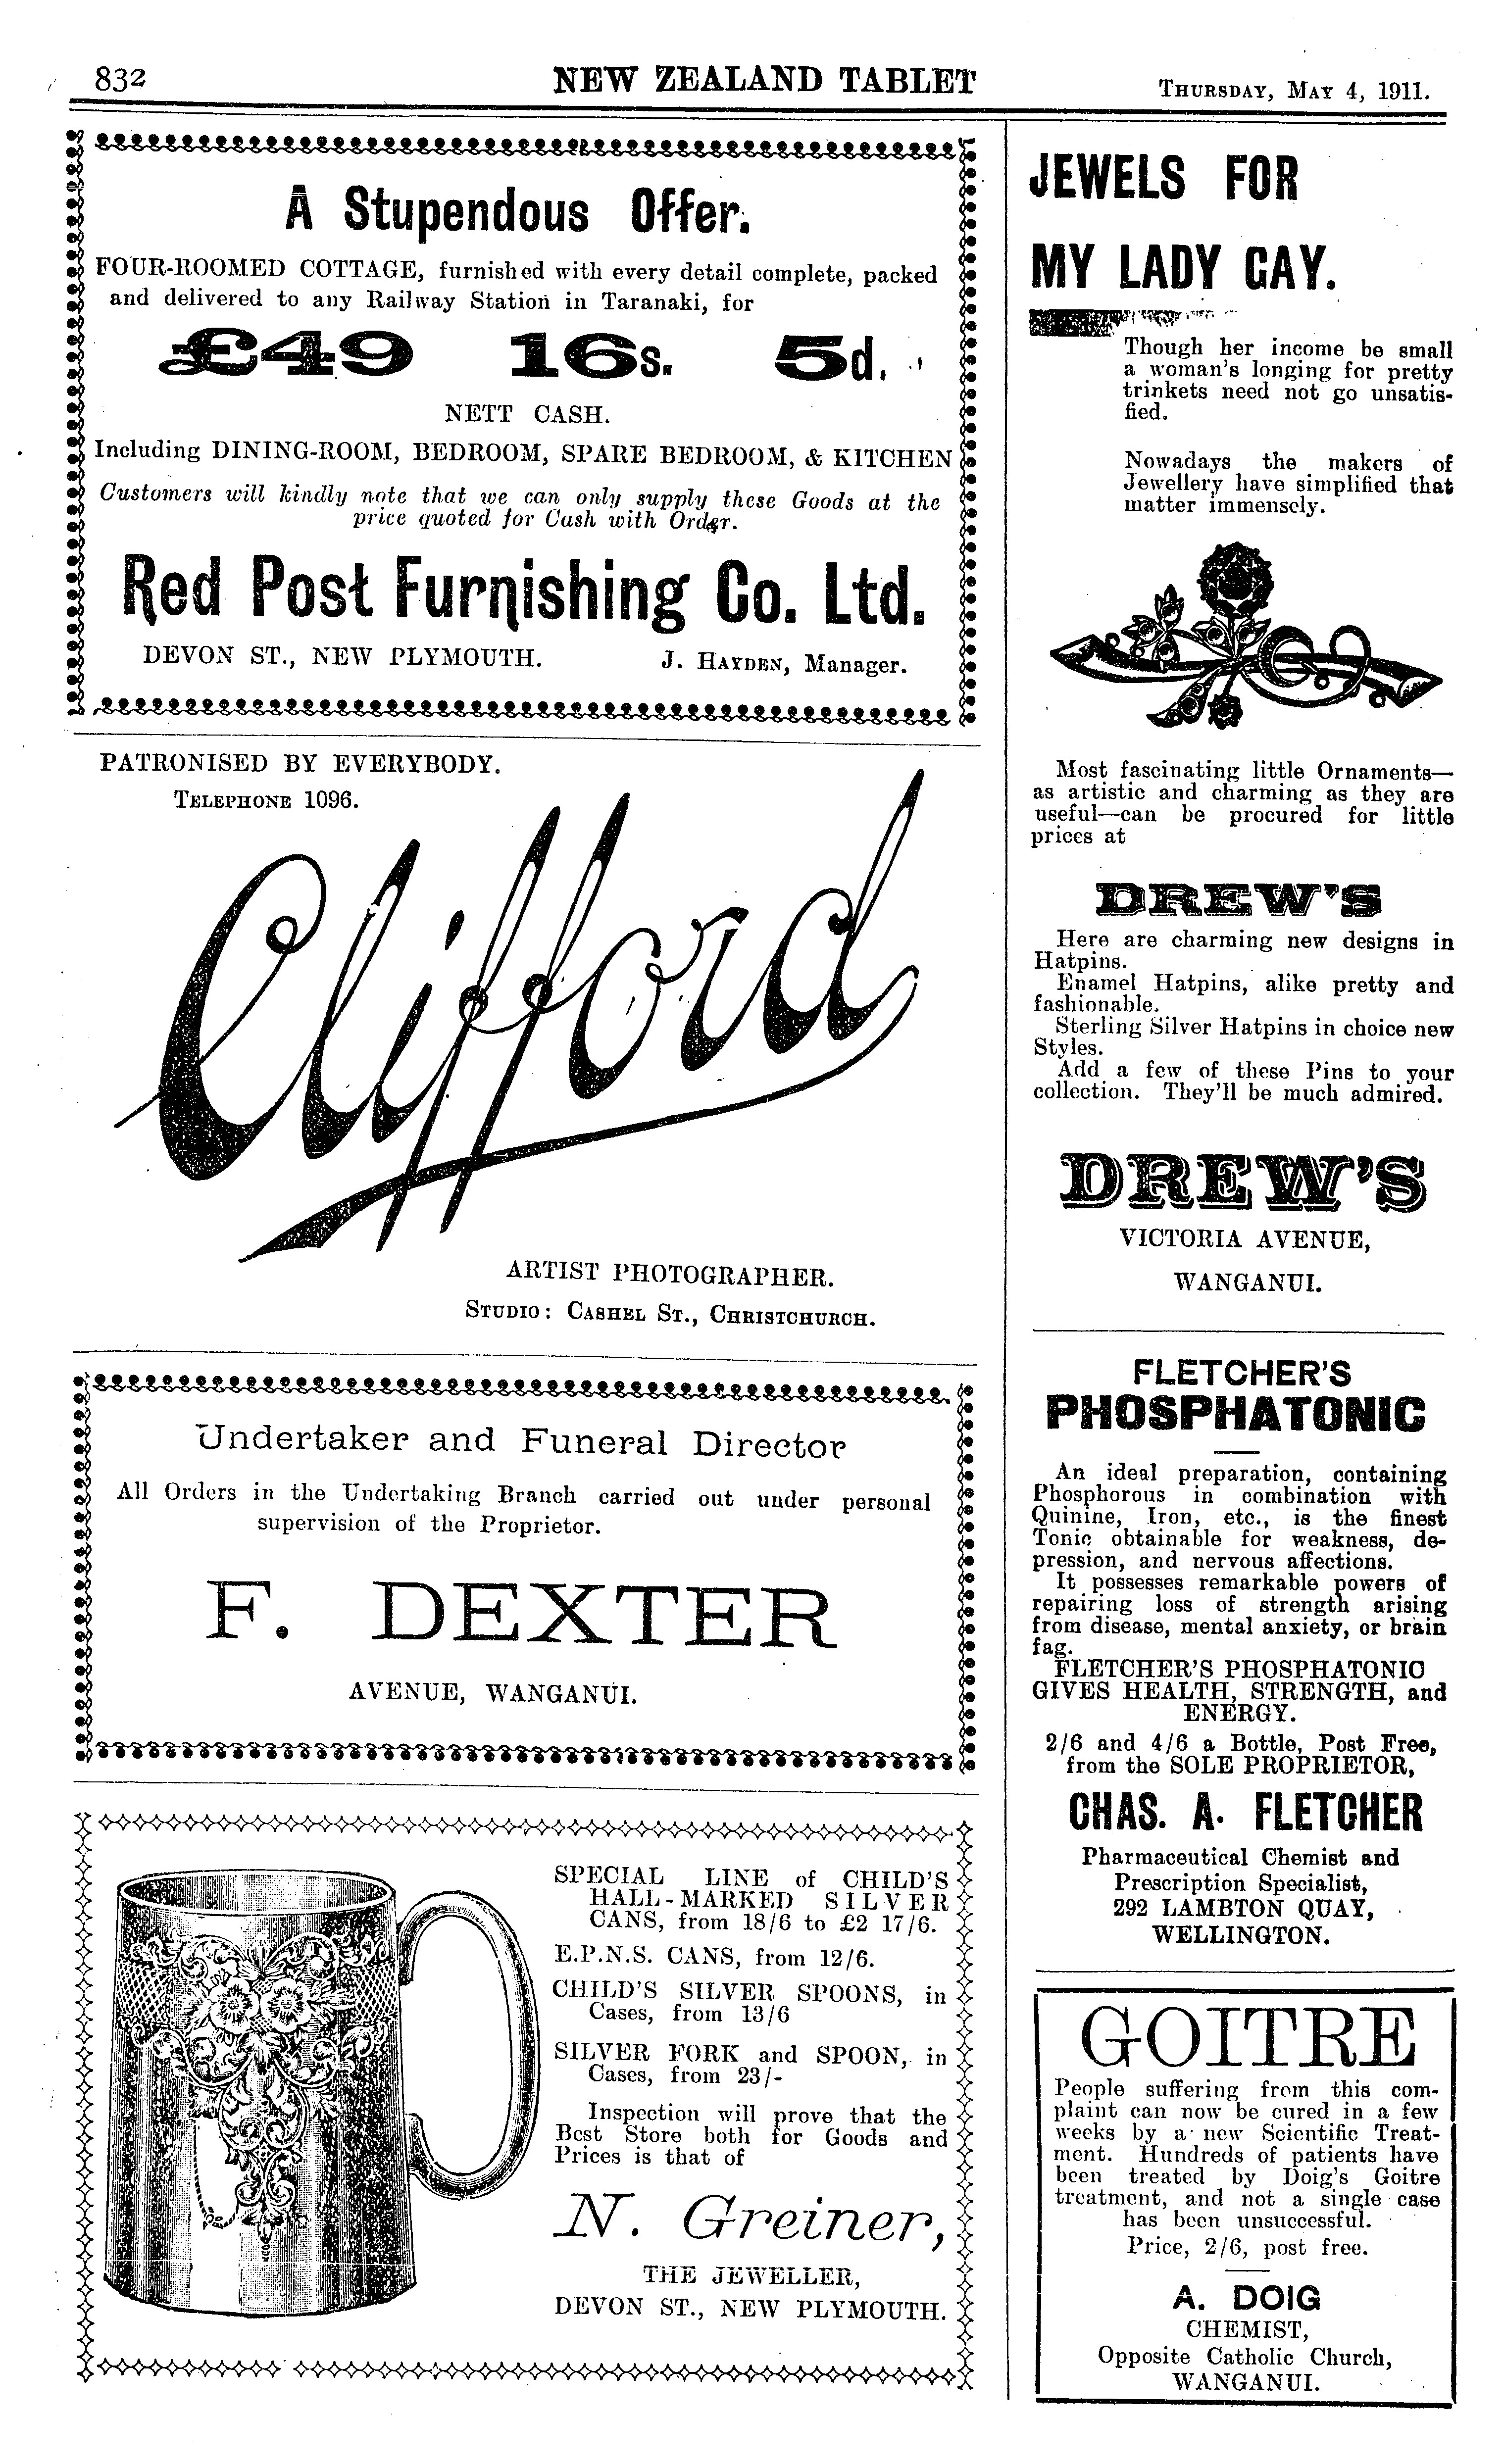 832
NEW ZEALAND TABLET
THURSDAY, MAY 4, 1911.
A Stupendous Offer.
FOUR-ROOMED COTTAGE, furnished with every detail complete, packed
and delivered to any Railway Station in Taranaki, for
£49 16s. 5d.
NETT CASH.
Including DINING-ROOM, BEDROOM, SPARE BEDROOM, & KITCHEN
Customers will kindly note that we can only supply these Goods at the
price quoted for Cash with Order.
Red Post Furnishing Co. Ltd.
DEVON ST., NEW PLYMOUTH. J. HAYDEN, Manager.
PATRONISED BY EVERYBODY.
TELEPHONE 1096.
Clifford
ARTIST PHOTOGRAPHER.
STUDIO: CASHEL ST., CHRISTCHURCH.
Undertaker and Funeral Director
All Orders in the Undertaking Branch carried out under personal
supervision of the Proprietor.
F. DEXTER
AVENUE, WANGANUI.
SPECIAL LINE of CHILD'S
HALL-MARKED SILVER
CANS, from 18/6 to £2 17/6.
E.P.N.S. CANS, from 12/6.
CHILD'S SILVER SPOONS, in
Cases, from 13/6
SILVER FORK and SPOON, in
Cases, from 23/-
Inspection will prove that the
Best Store both for Goods and
Prices is that of
N. Greiner,
THE JEWELLER,
DEVON ST., NEW PLYMOUTH.
JEWELS FOR
MY LADY GAY.
Though her income be small
a woman's longing for pretty
trinkets need not go unsatis-
fied.
Nowadays the makers of
Jewellery have simplified that
matter immensely.
Most fascinating little Ornaments—
as artistic and charming as they are
useful—can be procured for little
prices at
DREW'S
Here are charming new designs in
Hatpins.
Enamel Hatpins, alike pretty and
fashionable.
Sterling Silver Hatpins in choice new
Styles.
Add a few of these Pins to your
collection. They'll be much admired.
DREW'S
VICTORIA AVENUE,
WANGANUI.
FLETCHER'S
PHOSPHATONIC
An ideal preparation, containing
Phosphorous in combination with
Quinine, Iron, etc., is the finest
Tonic obtainable for weakness, de-
pression, and nervous affections.
It possesses remarkable powers of
repairing loss of strength arising
from disease, mental anxiety, or brain
fag.
FLETCHER'S PHOSPHATONIC
GIVES HEALTH, STRENGTH, and
ENERGY.
2/6 and 4/6 a Bottle, Post Free,
from the SOLE PROPRIETOR,
CHAS. A. FLETCHER
Pharmaceutical Chemist and
Prescription Specialist,
292 LAMBTON QUAY,
WELLINGTON.
GOITRE
People suffering from this com-
plaint can now be cured in a few
weeks by a new Scientific Treat-
ment. Hundreds of patients have
been treated by Doig's Goitre
treatment, and not a single case
has been unsuccessful.
Price, 2/6, post free.
A. DOIG
CHEMIST,
Opposite Catholic Church,
WANGANUI.